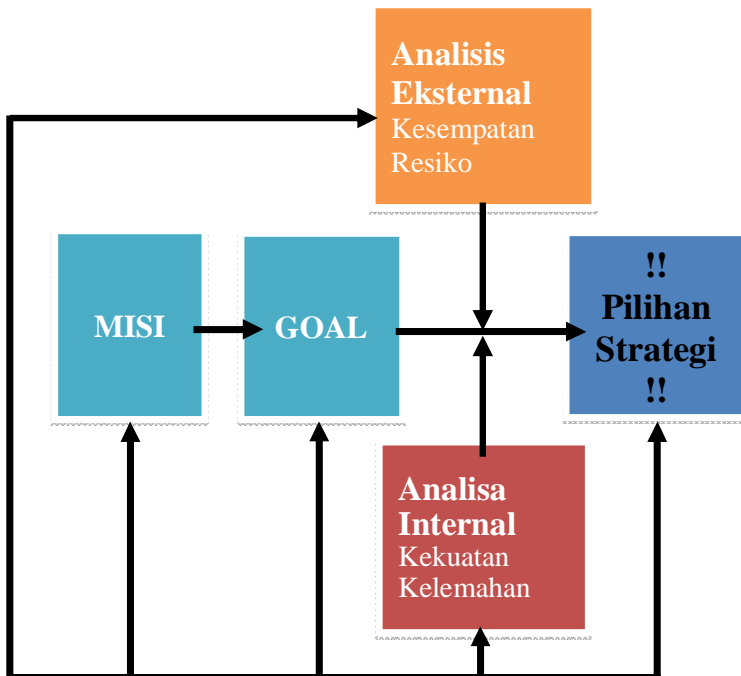 Analisis
Eksternal
Kesempatan
Resiko
MISI
GOAL
!!
Pilihan
Strategi
!!
Analisa
Internal
Kekuatan
Kelemahan